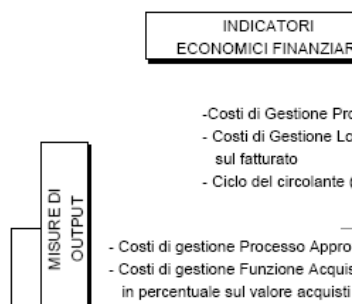 INDICATORI
ECONOMICI FINANZIAR
-Costi di Gestione Pro
- Costi di Gestione Lo
sul fatturato
- Ciclo del circolante (
MISURE DI
OUTPUT
- Costi di gestione Processo Appro
- Costi di gestione Funzione Acquis
in percentuale sul valore acquisti